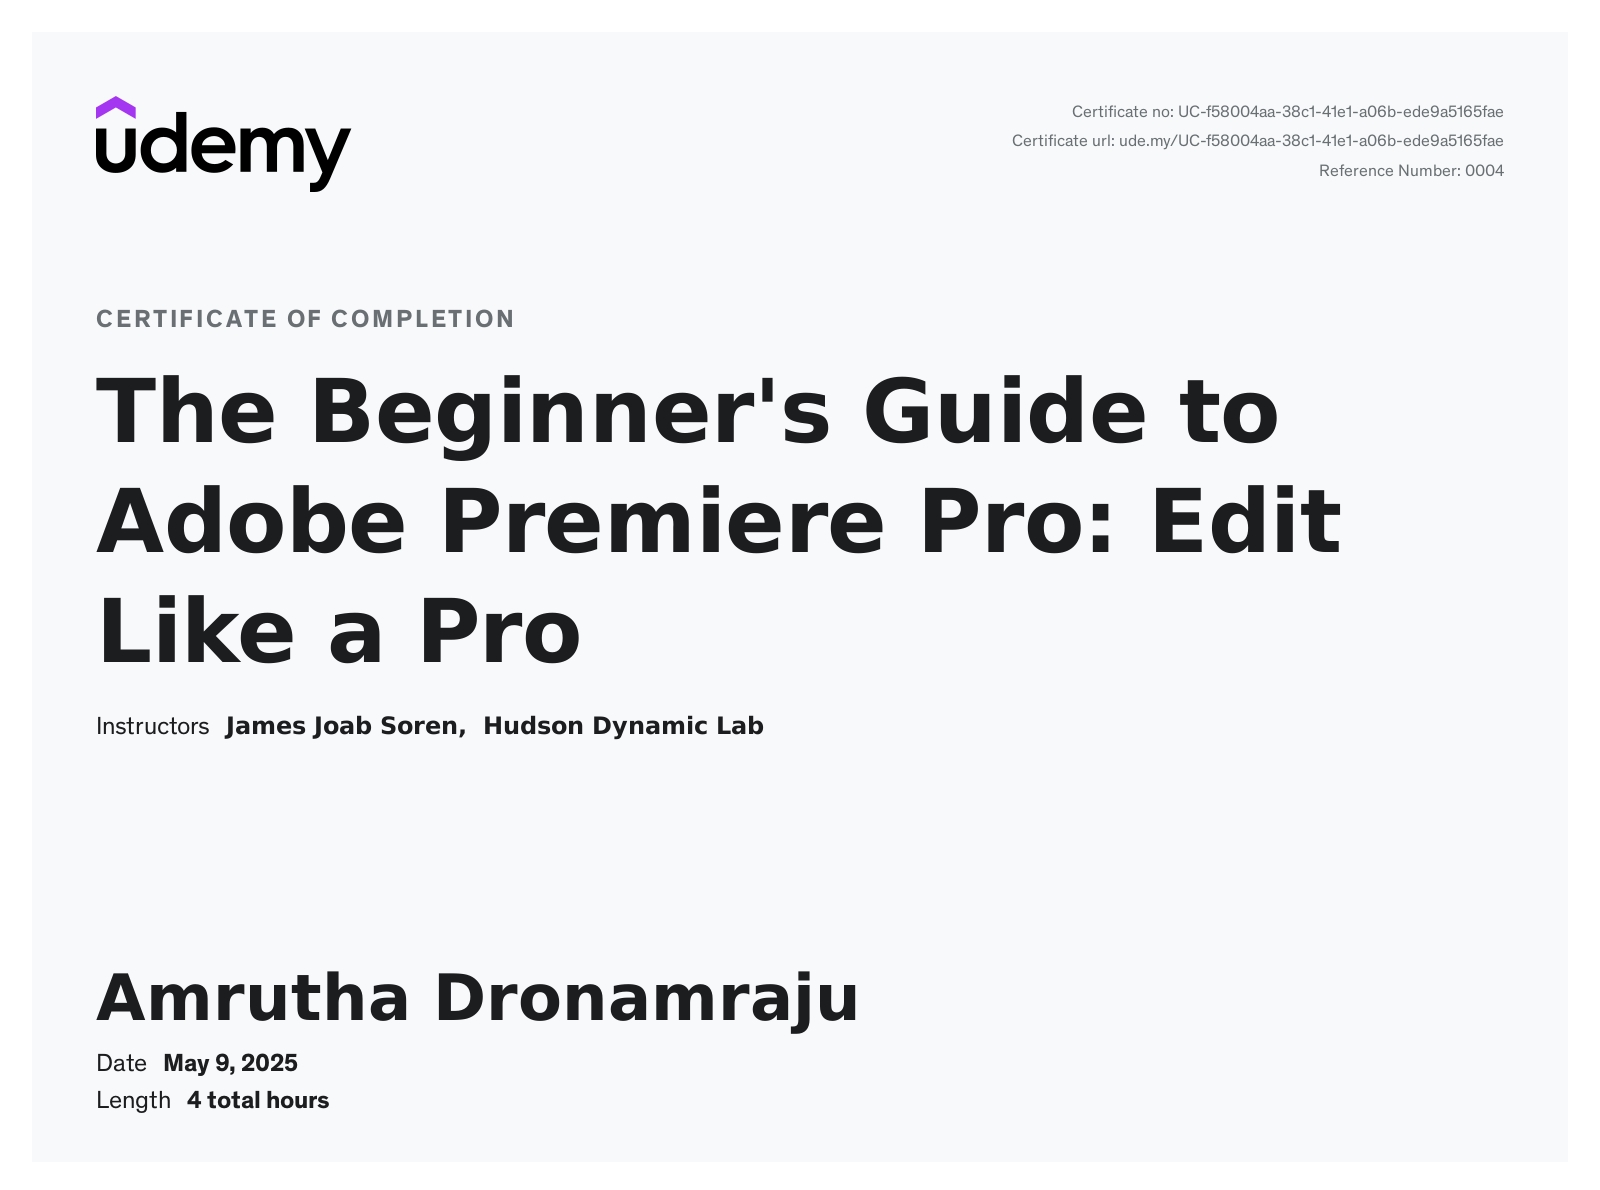 udemy
Certificate no: UC-f58004aa-38c1-41e1-a06b-ede9a5165fae
Certificate url: ude.my/UC-f58004aa-38c1-41e1-a06b-ede9a5165fae
Reference Number: 0004
CERTIFICATE OF COMPLETION
The Beginner's Guide to
Adobe Premiere Pro: Edit
Like a Pro
Instructors James Joab Soren, Hudson Dynamic Lab
Amrutha Dronamraju
Date May 9, 2025
Length 4 total hours